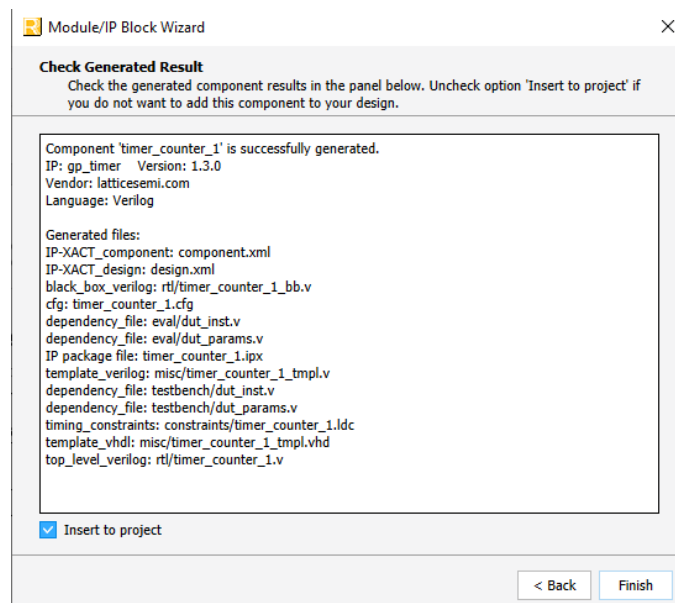 Module/IP Block Wizard
Check Generated Result
Check the generated component results in the panel below. Uncheck option 'Insert to project' if
you do not want to add this component to your design.
Component 'timer_counter_1' is successfully generated.
IP: gp_timer Version: 1.3.0
Vendor: latticesemi.com
Language: Verilog
Generated files:
IP-XACT_component: component.xml
IP-XACT_design: design.xml
black_box_verilog: rtl/timer_counter_1_bb.v
cfg: timer_counter_1.cfg
dependency_file: eval/dut_inst.v
dependency_file: eval/dut_params.v
IP package file: timer_counter_1.ipx
template_verilog: misc/timer_counter_1_tmpl.v
dependency_file: testbench/dut_inst.v
dependency_file: testbench/dut_params.v
timing_constraints: constraints/timer_counter_1.ldc
template_vhdl: misc/timer_counter_1_tmpl.vhd
top_level_verilog: rtl/timer_counter_1.v
Insert to project
< Back Finish